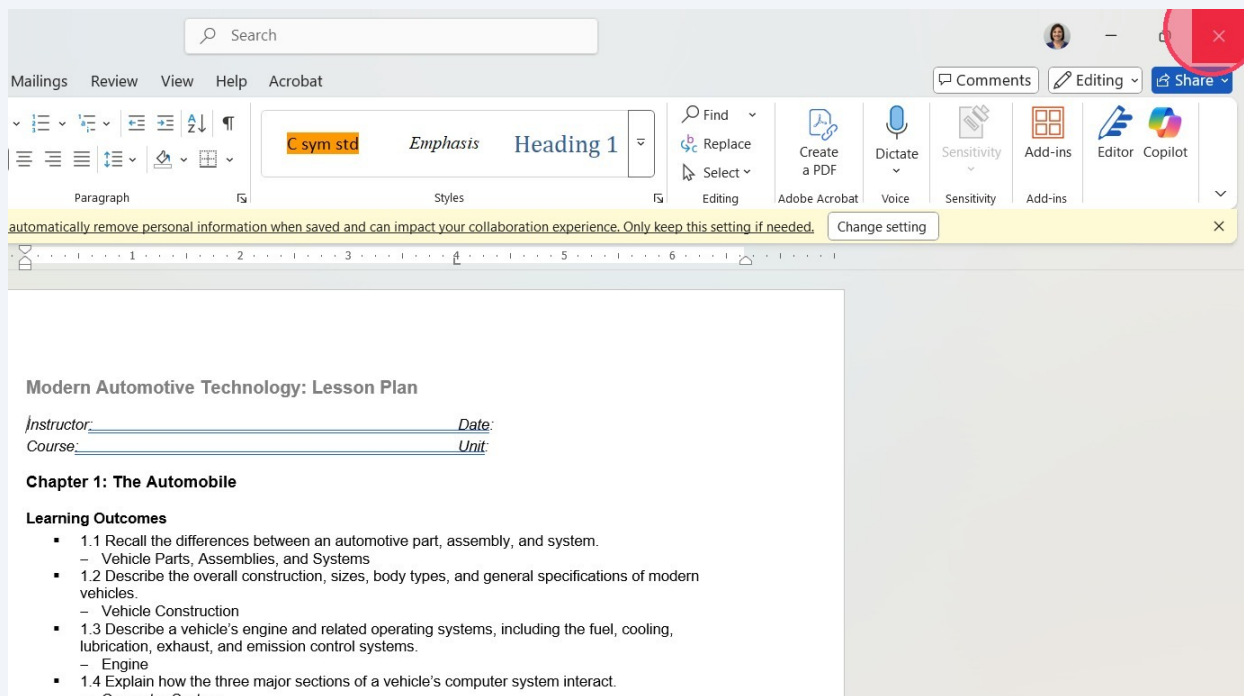 Search
Mailings Review View Help Acrobat
Comments Editing Share
C sym std Emphasis Heading 1
Find
Replace
Select
Create a PDF
Dictate
Sensitivity
Add-ins
Editor Copilot
Paragraph Styles Editing Adobe Acrobat Voice Sensitivity Add-ins
automatically remove personal information when saved and can impact your collaboration experience. Only keep this setting if needed. Change setting
1 2 3 4 5 6
Modern Automotive Technology: Lesson Plan
Instructor: Date:
Course: Unit:
Chapter 1: The Automobile
Learning Outcomes
▪ 1.1 Recall the differences between an automotive part, assembly, and system.
– Vehicle Parts, Assemblies, and Systems
▪ 1.2 Describe the overall construction, sizes, body types, and general specifications of modern
vehicles.
– Vehicle Construction
▪ 1.3 Describe a vehicle's engine and related operating systems, including the fuel, cooling,
lubrication, exhaust, and emission control systems.
– Engine
▪ 1.4 Explain how the three major sections of a vehicle's computer system interact.